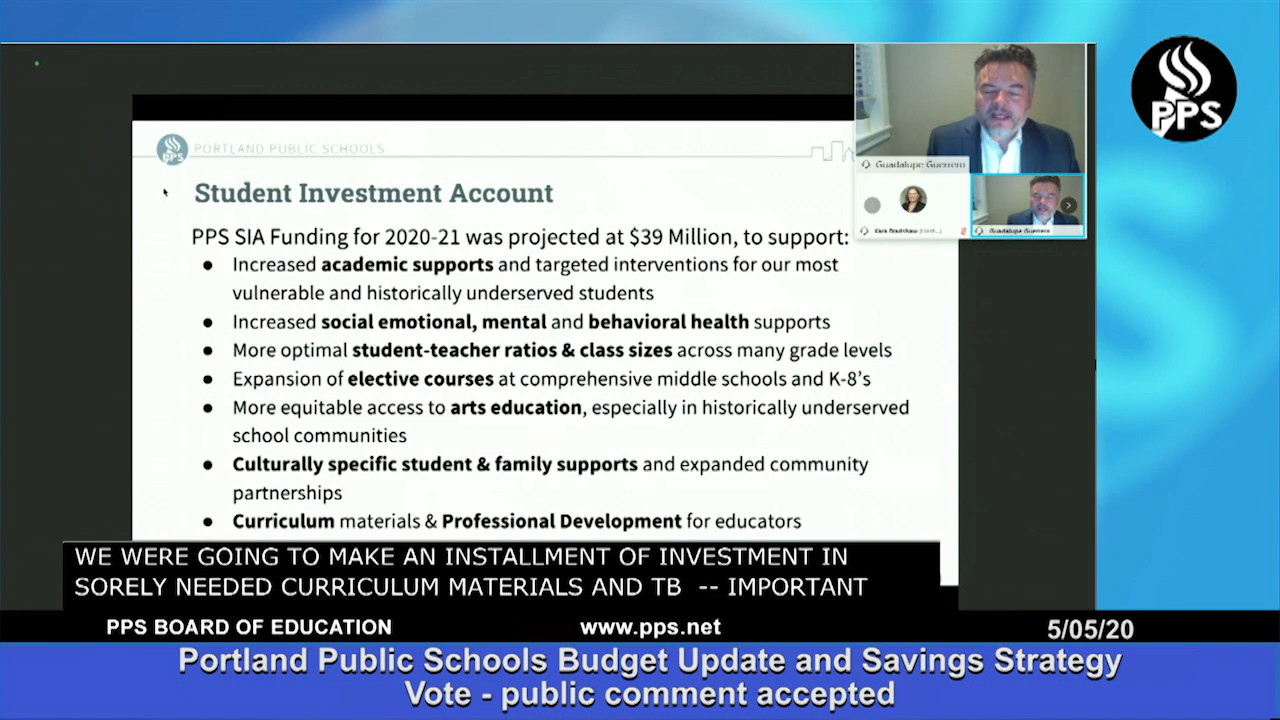 PPS
PORTLAND PUBLIC SCHOOLS
PPS
Student Investment Account
Guadalupe Guerrero
Guadalupe Guerrero
PPS SIA Funding for 2020-21 was projected at $39 Million, to support:
● Increased academic supports and targeted interventions for our most
vulnerable and historically underserved students
● Increased social emotional, mental and behavioral health supports
● More optimal student-teacher ratios & class sizes across many grade levels
● Expansion of elective courses at comprehensive middle schools and K-8's
● More equitable access to arts education, especially in historically underserved
school communities
● Culturally specific student & family supports and expanded community
partnerships
● Curriculum materials & Professional Development for educators
WE WERE GOING TO MAKE AN INSTALLMENT OF INVESTMENT IN
SORELY NEEDED CURRICULUM MATERIALS AND TB -- IMPORTANT
PPS BOARD OF EDUCATION www.pps.net 5/05/20
Portland Public Schools Budget Update and Savings Strategy
Vote - public comment accepted